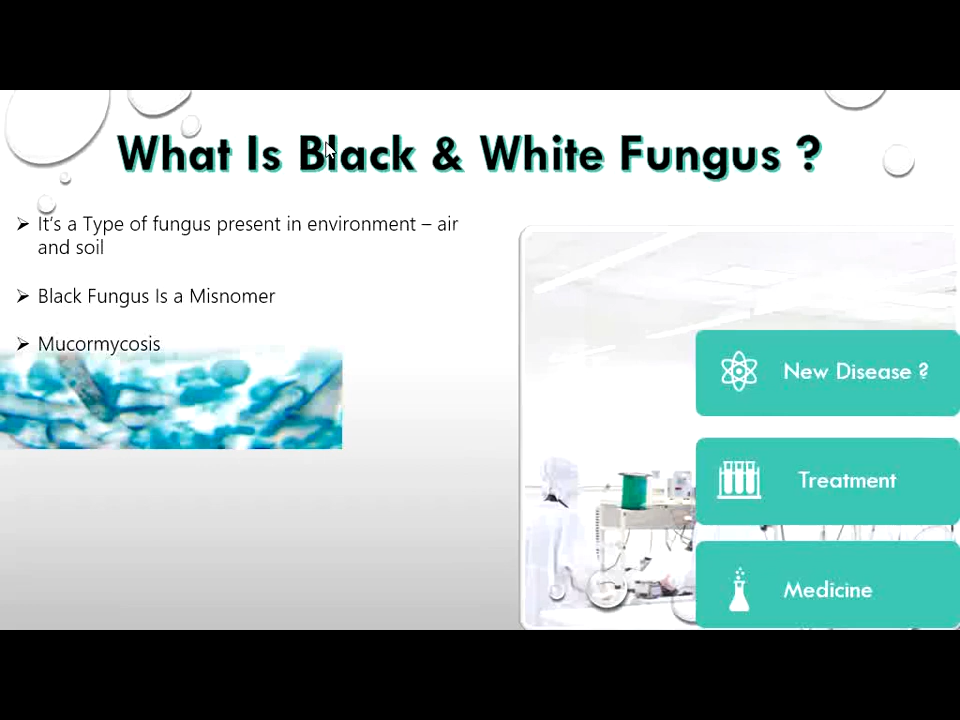 What Is Black & White Fungus ?
➢ It's a Type of fungus present in environment – air
and soil
➢ Black Fungus Is a Misnomer
➢ Mucormycosis
New Disease ?
Treatment
Medicine